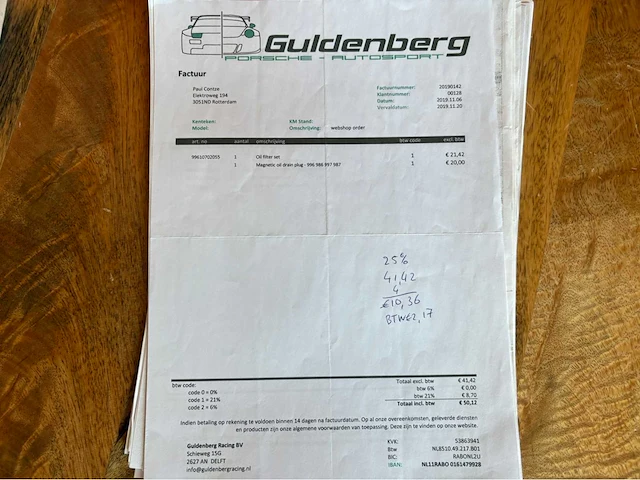 Guldenberg
PORSCHE - AUTOSPORT
Factuur
Paul Contze
Elektroweg 194
3051ND Rotterdam
Factuurnummer: 20190142
Klantnummer: 00128
Datum: 2019.11.06
Vervaldatum: 2019.11.20
Kenteken: KM Stand:
Model: Omschrijving: webshop order
art. no aantal omschrijving btw code excl. btw
99610702055 1 Oil filter set 1 € 21,42
1 Magnetic oil drain plug - 996 986 997 987 1 € 20,00
25%
41,42
4
€10,36
BTW€2,17
btw code:
code 0 = 0%
code 1 = 21%
code 2 = 6%
Totaal excl. btw € 41,42
btw 6% € 0,00
btw 21% € 8,70
Totaal incl. btw € 50,12
Indien betaling op rekening te voldoen binnen 14 dagen na factuurdatum. Op al onze overeenkomsten, geleverde diensten
en producten zijn onze algemene voorwaarden van toepassing. Deze zijn te vinden op onze website.
Guldenberg Racing BV
Schieweg 15G
2627 AN DELFT
info@guldenbergracing.nl
KVK: 53863941
Btw NL8510.49.217.B01
BIC: RABONL2U
IBAN: NL11RABO 0161479928